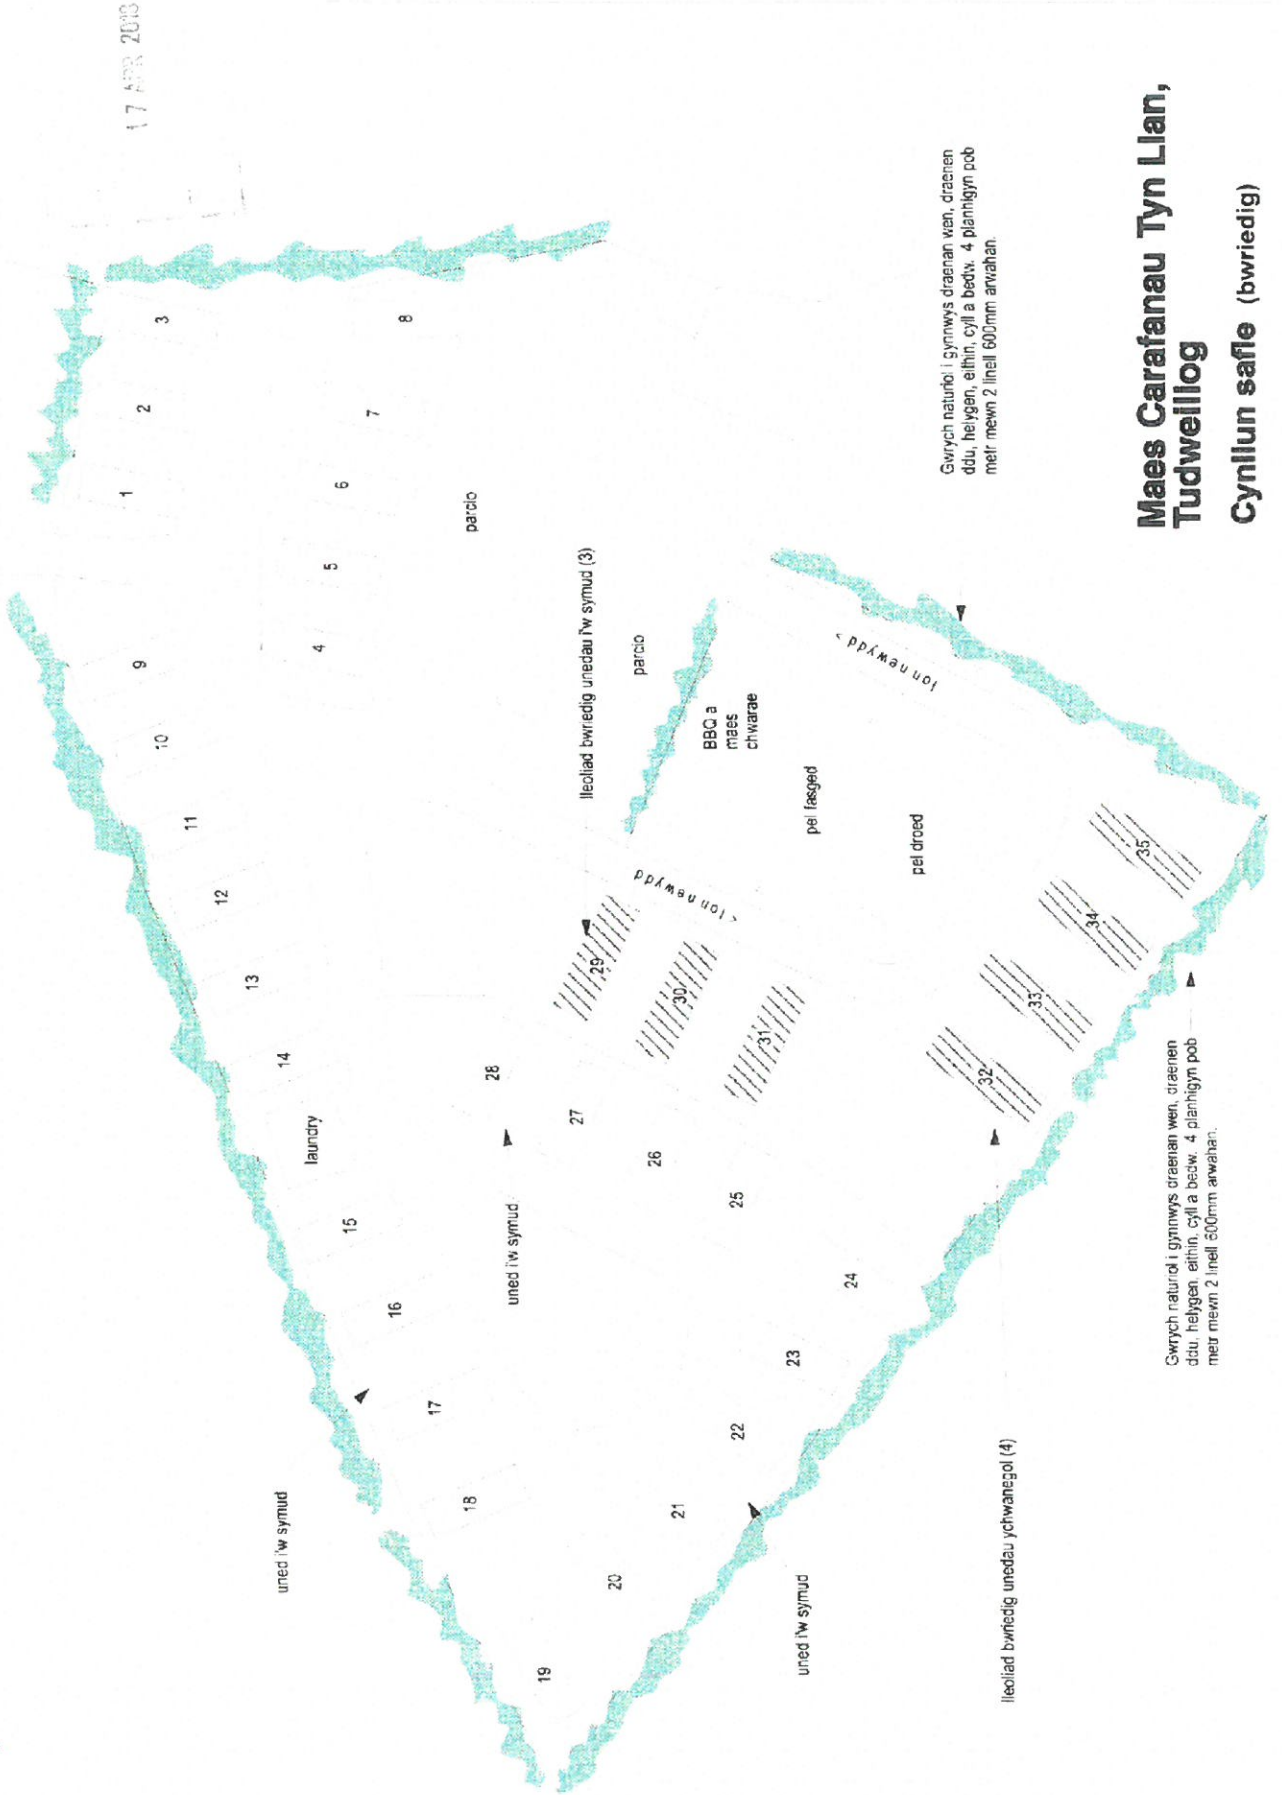 17 APR 2018
Maes Carafanau Tyn Llan,
Tudweiliog
Cynllun safle (bwriedig)
Gwrych naturiol i gynnwys draenan wen, draenen
ddu, helygen, eithin, cyll a bedw. 4 planhigyn pob
metr mewn 2 linell 600mm arwahan.
1
2
3
4
5
6
7
8
parcio
9
10
11
12
13
14
laundry
15
16
17
18
19
20
21
22
23
24
25
26
27
28
uned i'w symud
uned i'w symud
uned i'w symud
lleoliad bwriedig unedau i'w symud (3)
parcio
BBQ a
maes
chwarae
pel fasged
pel droed
lon newydd >
< lon newydd
29
30
31
32
33
34
35
lleoliad bwriedig unedau ychwanegol (4)
Gwrych naturiol i gynnwys draenan wen, draenen
ddu, helygen, eithin, cyll a bedw. 4 planhigyn pob
metr mewn 2 linell 600mm arwahan.